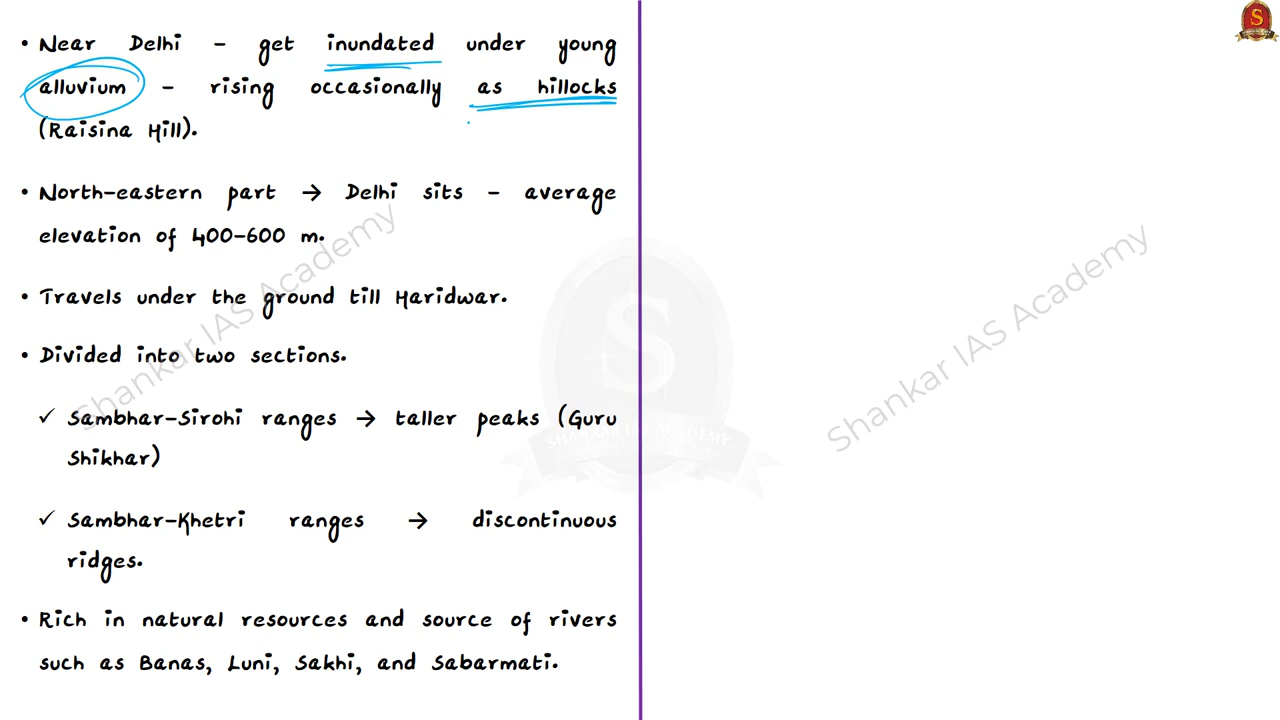 • Near Delhi – get inundated under young
alluvium – rising occasionally as hillocks
(Raisina Hill).
• North-eastern part → Delhi sits – average
elevation of 400-600 m.
• Travels under the ground till Haridwar.
• Divided into two sections.
✓ Sambhar-Sirohi ranges → taller peaks (Guru
Shikhar)
✓ Sambhar-Khetri ranges → discontinuous
ridges.
• Rich in natural resources and source of rivers
such as Banas, Luni, Sakhi, and Sabarmati.
Shankar IAS Academy
SHANKAR IAS ACADEMY
Shankar IAS Academy
S
S